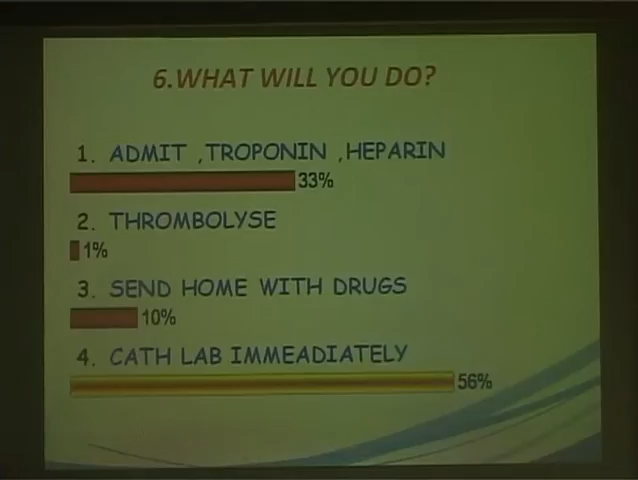 6.WHAT WILL YOU DO?
1. ADMIT ,TROPONIN ,HEPARIN
33%
2. THROMBOLYSE
1%
3. SEND HOME WITH DRUGS
10%
4. CATH LAB IMMEADIATELY
56%